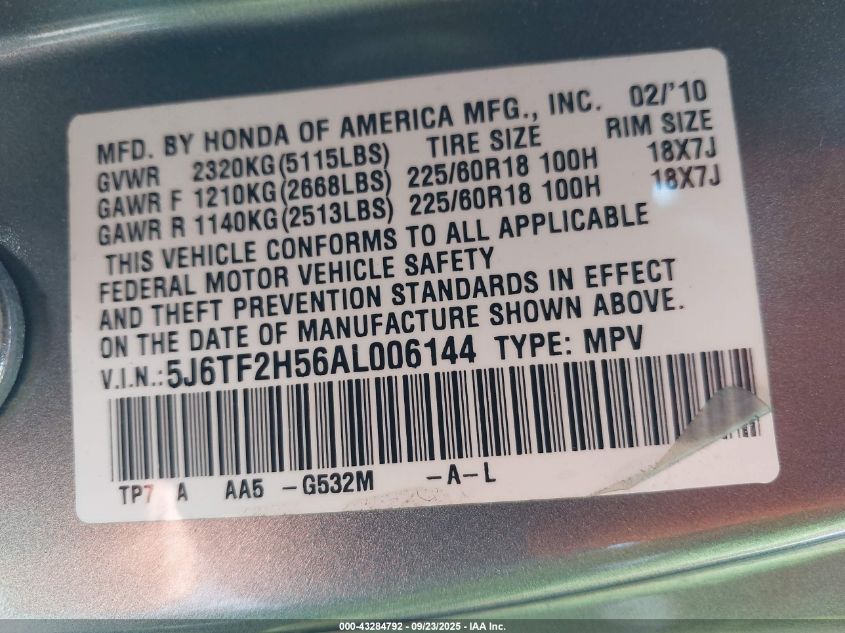 MFD. BY HONDA OF AMERICA MFG., INC. 02/'10
GVWR 2320KG(5115LBS) TIRE SIZE RIM SIZE
GAWR F 1210KG(2668LBS) 225/60R18 100H 18X7J
GAWR R 1140KG(2513LBS) 225/60R18 100H 18X7J
THIS VEHICLE CONFORMS TO ALL APPLICABLE
FEDERAL MOTOR VEHICLE SAFETY
AND THEFT PREVENTION STANDARDS IN EFFECT
ON THE DATE OF MANUFACTURE SHOWN ABOVE.
V.I.N.: 5J6TF2H56AL006144 TYPE: MPV
TP7 A AA5 -G532M -A-L
000-43284792 - 09/23/2025 - IAA Inc.